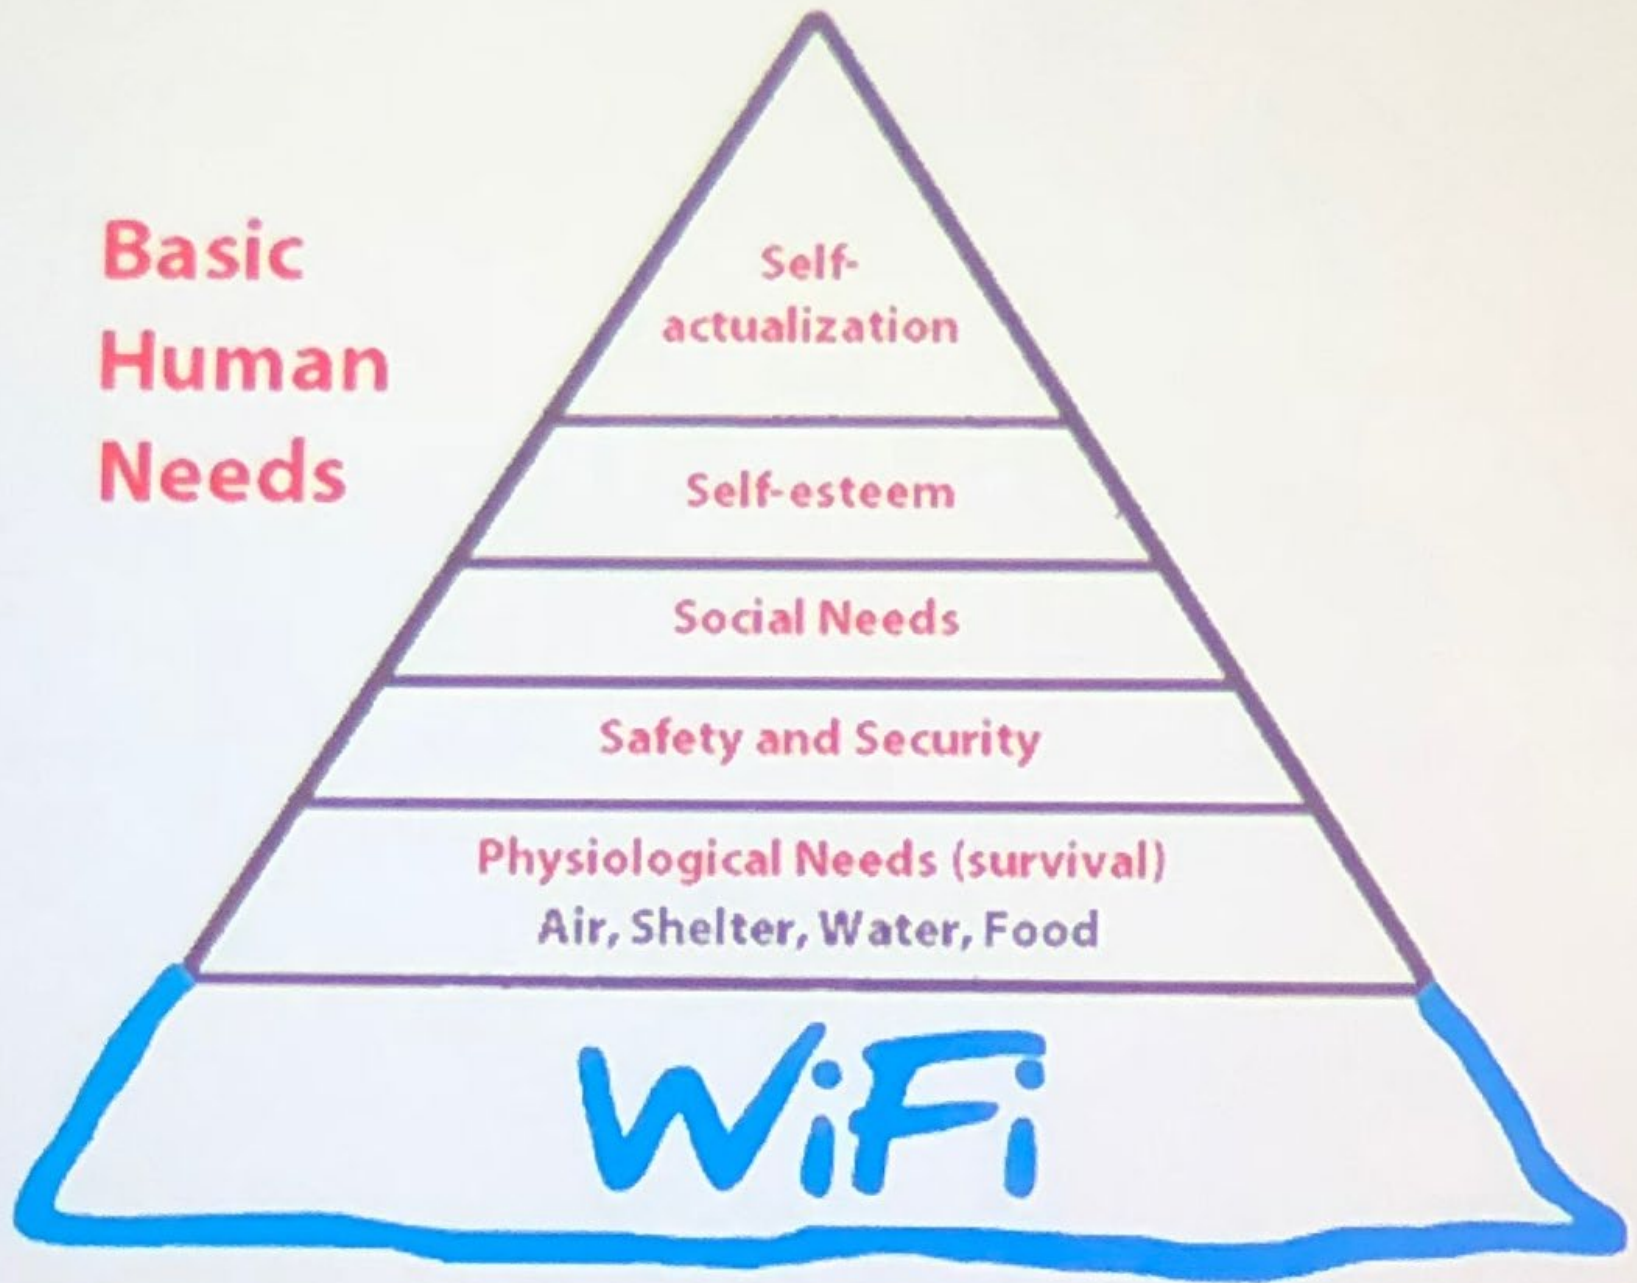 Basic
Human
Needs
Self-
actualization
Self-esteem
Social Needs
Safety and Security
Physiological Needs (survival)
Air, Shelter, Water, Food
WiFi